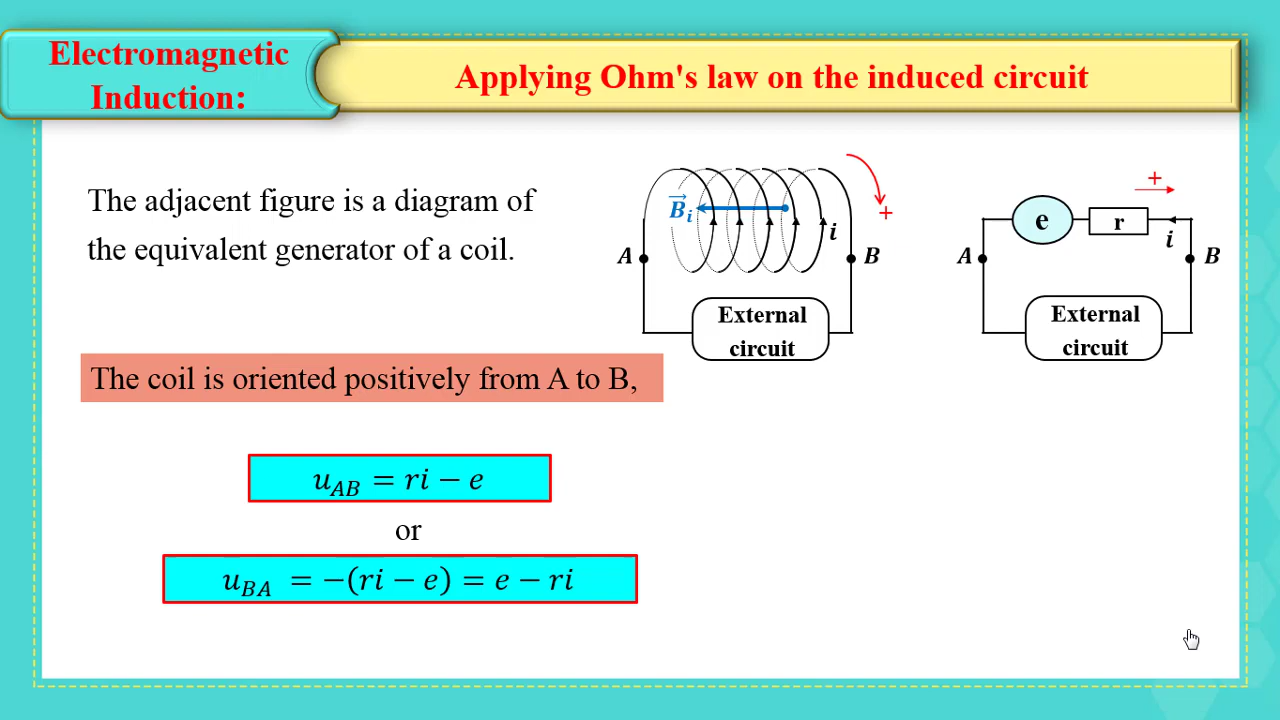 Electromagnetic
Induction:
Applying Ohm's law on the induced circuit
The adjacent figure is a diagram of
the equivalent generator of a coil.
B⃗ᵢ
+
i
A
B
External
circuit
+
e
r
i
A
B
External
circuit
The coil is oriented positively from A to B,
u_AB = ri − e
or
u_BA = −(ri − e) = e − ri